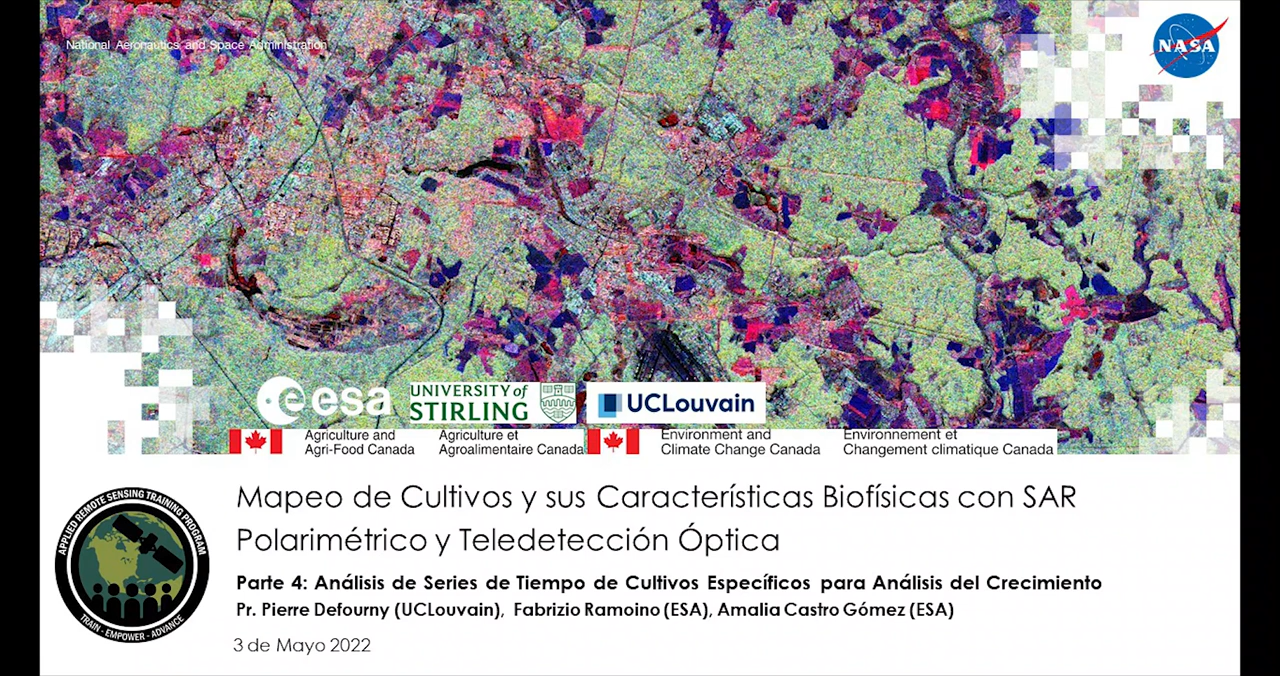 National Aeronautics and Space Administration
NASA
esa
UNIVERSITY of
STIRLING
UCLouvain
Agriculture and
Agri-Food Canada
Agriculture et
Agroalimentaire Canada
Environment and
Climate Change Canada
Environnement et
Changement climatique Canada
APPLIED REMOTE SENSING TRAINING PROGRAM
TRAIN - EMPOWER - ADVANCE
Mapeo de Cultivos y sus Características Biofísicas con SAR
Polarimétrico y Teledetección Óptica
Parte 4: Análisis de Series de Tiempo de Cultivos Específicos para Análisis del Crecimiento
Pr. Pierre Defourny (UCLouvain), Fabrizio Ramoino (ESA), Amalia Castro Gómez (ESA)
3 de Mayo 2022